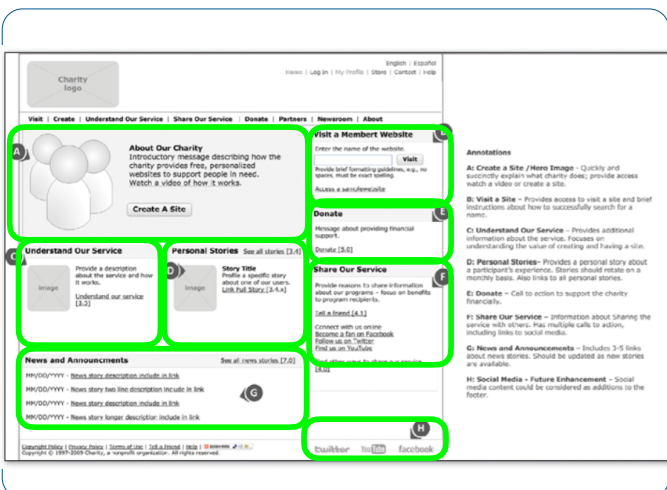 English | Español
Home | Log In | My Profile | Store | Contact | Help
Charity
logo
Visit | Create | Understand Our Service | Share Our Service | Donate | Partners | Newsroom | About
A
About Our Charity
Introductory message describing how the
charity provides free, personalized
websites to support people in need.
Watch a video of how it works.
Create A Site
Visit a Membert Website
Enter the name of the website.
Visit
Provide brief formatting guidelines, e.g., no
spaces, must be exact spelling.
Access a samplewebsite
Donate
E
Message about providing financial
support.
Donate [5.0]
Understand Our Service
Image
Provide a description
about the service and how
it works.
Understand our service
[3.0]
Personal Stories See all stories [3.4]
D
Image
Story Title
Profile a specific story
about one of our users.
Link Full Story [3.4.x]
Share Our Service
F
Provide reasons to share information
about our programs - focus on benefits
to program recipients.
Tell a friend [4.1]
Connect with us online
Become a fan on Facebook
Follow us on Twitter
Find us on YouTube
Find other ways to share our service
[4.0]
News and Announcments See all news stories [7.0]
MM/DD/YYYY - News story description include in link
MM/DD/YYYY - News story two line description include in link
MM/DD/YYYY - News story description include in link
MM/DD/YYYY - News story longer description include in link
G
H
Copyright Policy | Privacy Policy | Terms of Use | Tell a Friend | Help |
Copyright © 1997-2009 Charity, a nonprofit organization. All rights reserved.
twitter YouTube facebook
Annotations
A: Create a Site /Hero Image - Quickly and
succinctly explain what charity does; provide access
watch a video or create a site.
B: Visit a Site – Provides access to visit a site and brief
instructions about how to successfully search for a
name.
C: Understand Our Service – Provides additional
information about the service. Focuses on
understanding the value of creating and having a site.
D: Personal Stories– Provides a personal story about
a participant's experience. Stories should rotate on a
monthly basis. Also links to all personal stories.
E: Donate – Call to action to support the charity
financially.
F: Share Our Service – Information about Sharing the
service with others. Has multiple calls to action,
including links to social media.
G: News and Announcements – Includes 3-5 links
about news stories. Should be updated as new stories
are available.
H: Social Media - Future Enhancement – Social
media content could be considered as additions to the
footer.